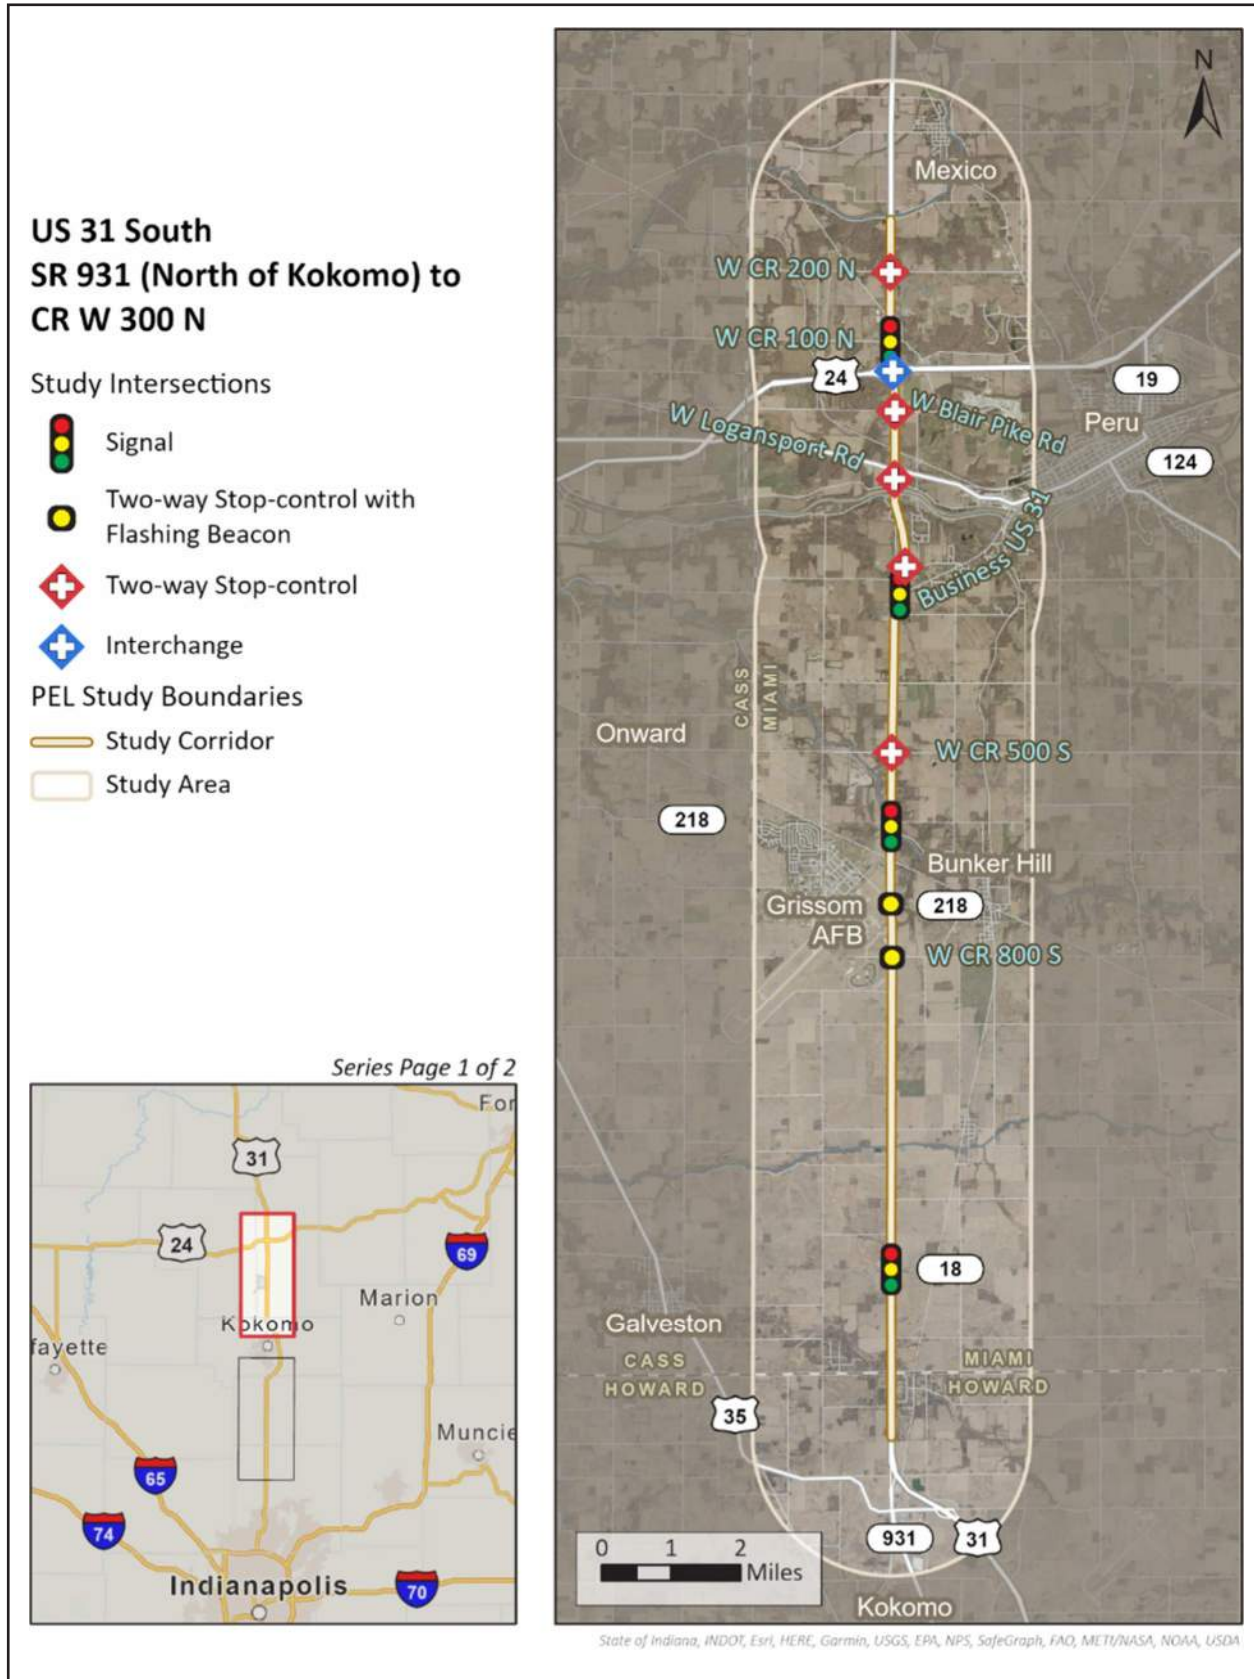 US 31 South
SR 931 (North of Kokomo) to
CR W 300 N
Study Intersections
Signal
Two-way Stop-control with
Flashing Beacon
Two-way Stop-control
Interchange
PEL Study Boundaries
Study Corridor
Study Area
Series Page 1 of 2
For
31
24
69
Marion
Kokomo
fayette
Muncie
65
74
Indianapolis
70
N
Mexico
W CR 200 N
W CR 100 N
24
19
W Blair Pike Rd
Peru
W Logansport Rd
124
Business US 31
CASS
MIAMI
Onward
W CR 500 S
218
Bunker Hill
Grissom
AFB
218
W CR 800 S
18
Galveston
CASS
HOWARD
MIAMI
HOWARD
35
931
31
0 1 2
Miles
Kokomo
State of Indiana, INDOT, Esri, HERE, Garmin, USGS, EPA, NPS, SafeGraph, FAO, METI/NASA, NOAA, USDA